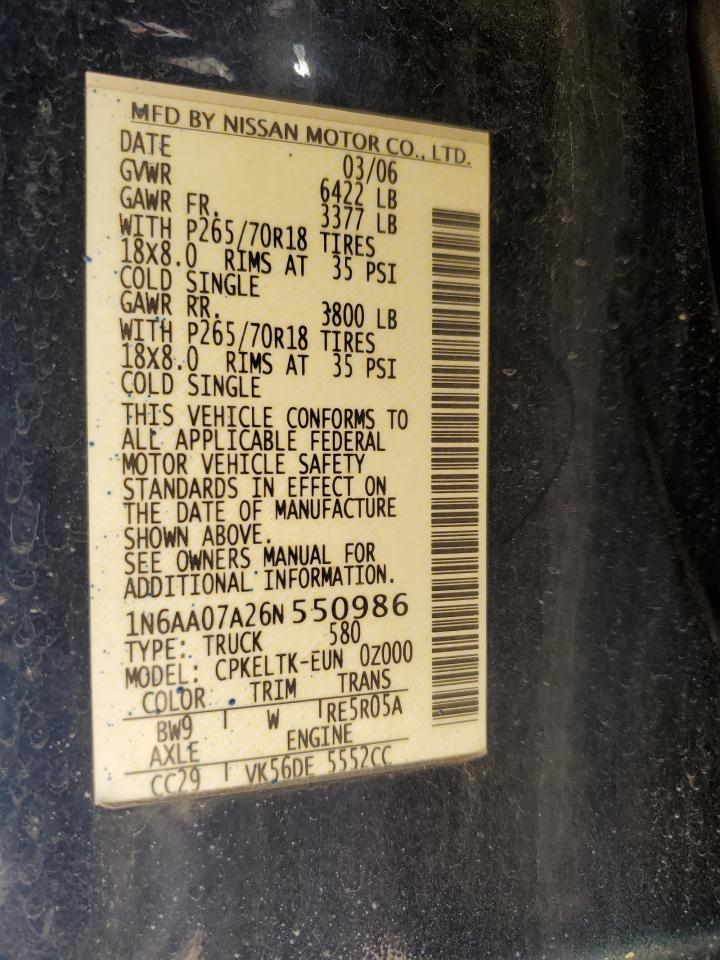 MFD BY NISSAN MOTOR CO., LTD.
DATE 03/06
GVWR 6422 LB
GAWR FR. 3377 LB
WITH P265/70R18 TIRES
18X8.0 RIMS AT 35 PSI
COLD SINGLE
GAWR RR. 3800 LB
WITH P265/70R18 TIRES
18X8.0 RIMS AT 35 PSI
COLD SINGLE
THIS VEHICLE CONFORMS TO
ALL APPLICABLE FEDERAL
MOTOR VEHICLE SAFETY
STANDARDS IN EFFECT ON
THE DATE OF MANUFACTURE
SHOWN ABOVE.
SEE OWNERS MANUAL FOR
ADDITIONAL INFORMATION.
1N6AA07A26N550986
TYPE: TRUCK 580
MODEL: CPKELTK-EUN 0Z000
COLOR TRIM TRANS
BW9 W RE5R05A
AXLE ENGINE
CC29 VK56DE 5552CC